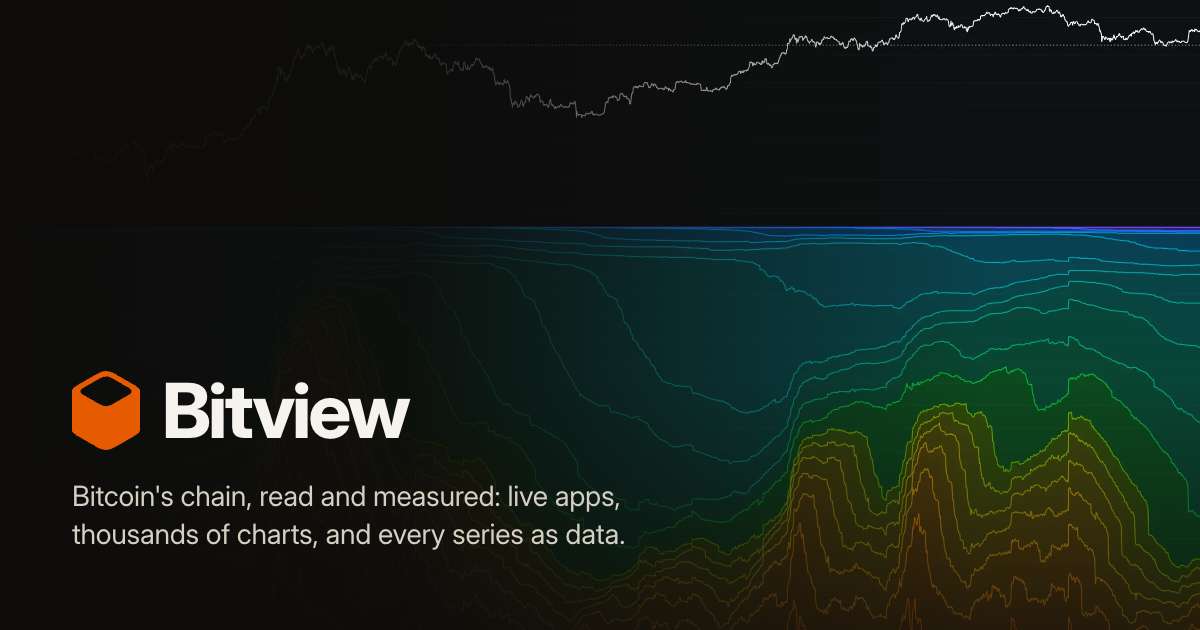 Bitview
Bitcoin's chain, read and measured: live apps,
thousands of charts, and every series as data.